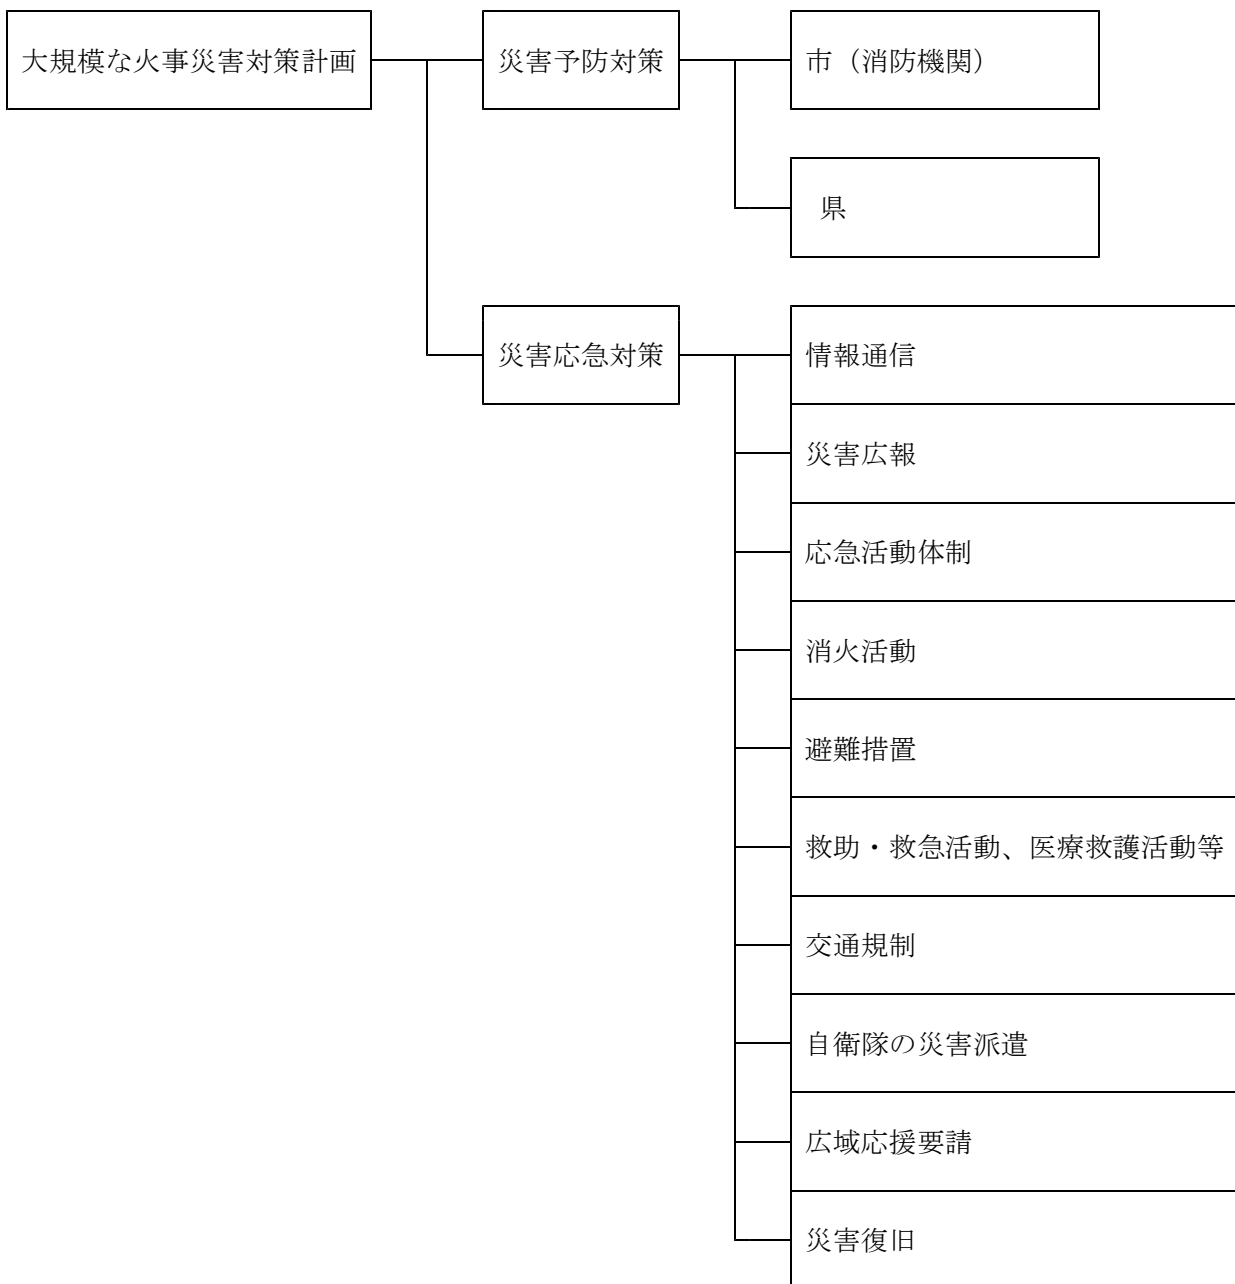 大規模な火事災害対策計画
災害予防対策
市（消防機関）
県
災害応急対策
情報通信
災害広報
応急活動体制
消火活動
避難措置
救助・救急活動、医療救護活動等
交通規制
自衛隊の災害派遣
広域応援要請
災害復旧